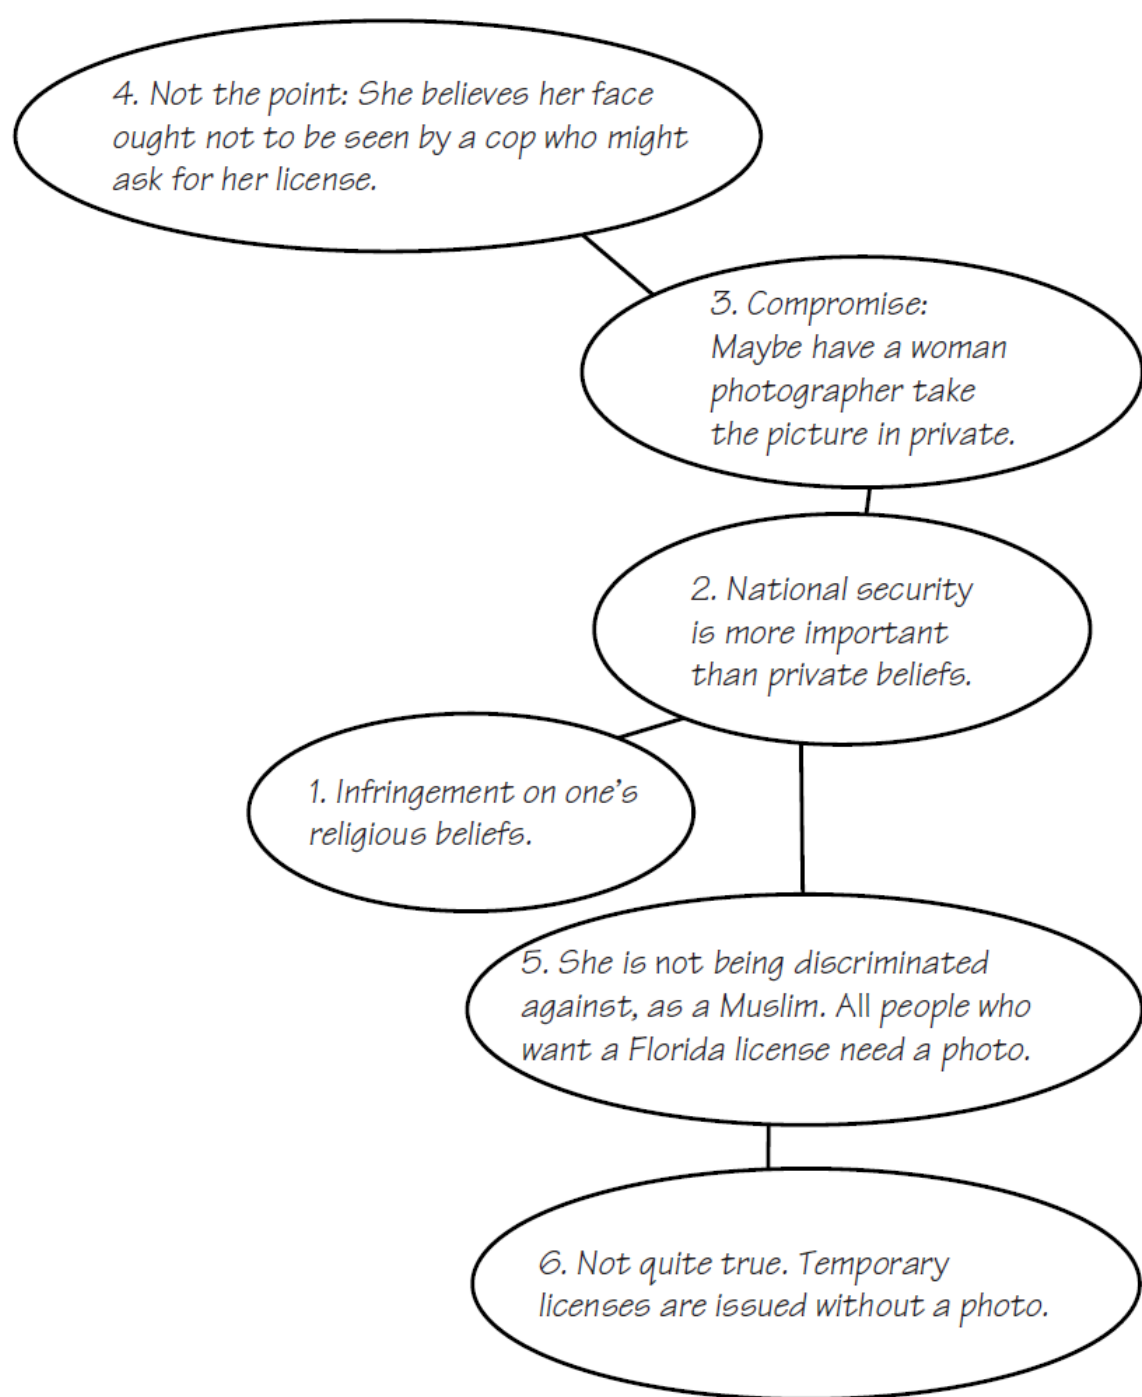 4. Not the point: She believes her face
ought not to be seen by a cop who might
ask for her license.
3. Compromise:
Maybe have a woman
photographer take
the picture in private.
2. National security
is more important
than private beliefs.
1. Infringement on one's
religious beliefs.
5. She is not being discriminated
against, as a Muslim. All people who
want a Florida license need a photo.
6. Not quite true. Temporary
licenses are issued without a photo.